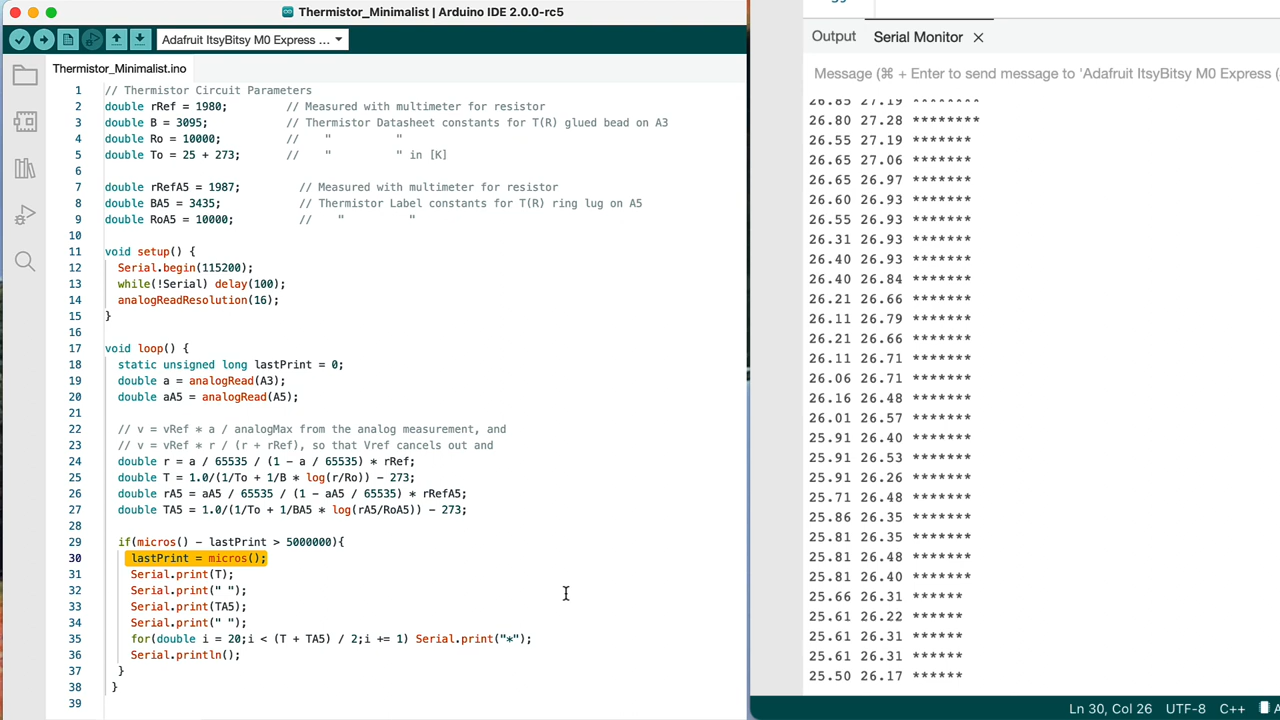 Thermistor_Minimalist | Arduino IDE 2.0.0-rc5
Adafruit ItsyBitsy M0 Express ...
Thermistor_Minimalist.ino
1 // Thermistor Circuit Parameters
2 double rRef = 1980; // Measured with multimeter for resistor
3 double B = 3095; // Thermistor Datasheet constants for T(R) glued bead on A3
4 double Ro = 10000; // " "
5 double To = 25 + 273; // " " in [K]
6
7 double rRefA5 = 1987; // Measured with multimeter for resistor
8 double BA5 = 3435; // Thermistor Label constants for T(R) ring lug on A5
9 double RoA5 = 10000; // " "
10
11 void setup() {
12 Serial.begin(115200);
13 while(!Serial) delay(100);
14 analogReadResolution(16);
15 }
16
17 void loop() {
18 static unsigned long lastPrint = 0;
19 double a = analogRead(A3);
20 double aA5 = analogRead(A5);
21
22 // v = vRef * a / analogMax from the analog measurement, and
23 // v = vRef * r / (r + rRef), so that Vref cancels out and
24 double r = a / 65535 / (1 - a / 65535) * rRef;
25 double T = 1.0/(1/To + 1/B * log(r/Ro)) - 273;
26 double rA5 = aA5 / 65535 / (1 - aA5 / 65535) * rRefA5;
27 double TA5 = 1.0/(1/To + 1/BA5 * log(rA5/RoA5)) - 273;
28
29 if(micros() - lastPrint > 5000000){
30 lastPrint = micros();
31 Serial.print(T);
32 Serial.print(" ");
33 Serial.print(TA5);
34 Serial.print(" ");
35 for(double i = 20;i < (T + TA5) / 2;i += 1) Serial.print("*");
36 Serial.println();
37 }
38 }
39
Output Serial Monitor
Message (⌘ + Enter to send message to 'Adafruit ItsyBitsy M0 Express (
26.85 27.19 ********
26.80 27.28 ********
26.55 27.19 *******
26.65 27.06 *******
26.65 26.97 *******
26.60 26.93 *******
26.55 26.93 *******
26.31 26.93 *******
26.40 26.93 *******
26.40 26.84 *******
26.21 26.66 *******
26.11 26.79 *******
26.21 26.66 *******
26.11 26.71 *******
26.06 26.71 *******
26.16 26.48 *******
26.01 26.57 *******
25.91 26.40 *******
25.91 26.53 *******
25.91 26.26 *******
25.71 26.48 *******
25.86 26.35 *******
25.81 26.35 *******
25.81 26.48 *******
25.81 26.40 *******
25.66 26.31 ******
25.61 26.22 ******
25.61 26.31 ******
25.61 26.31 ******
25.50 26.17 ******
Ln 30, Col 26 UTF-8 C++